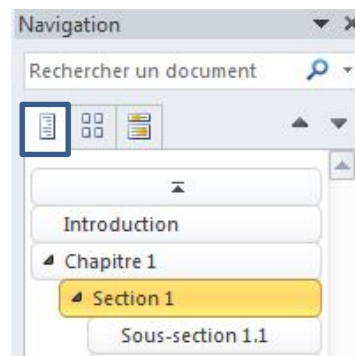 Navigation
Rechercher un document
Introduction
Chapitre 1
Section 1
Sous-section 1.1